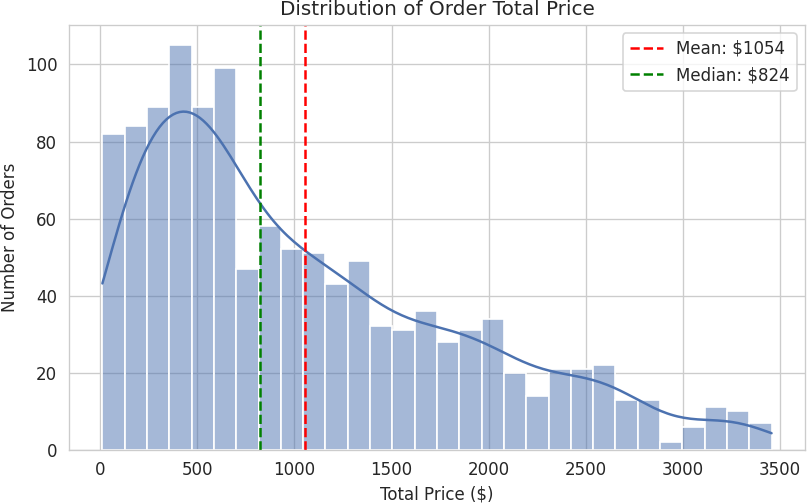 Distribution of Order Total Price
Mean: $1054
Median: $824
Number of Orders
100
80
60
40
20
0
0 500 1000 1500 2000 2500 3000 3500
Total Price ($)